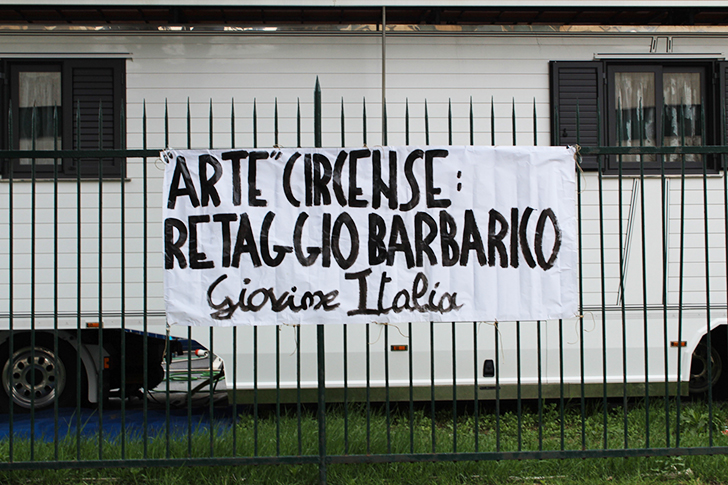 "ARTE" CIRCENSE:
RETAGGIO BARBARICO
Giovane Italia